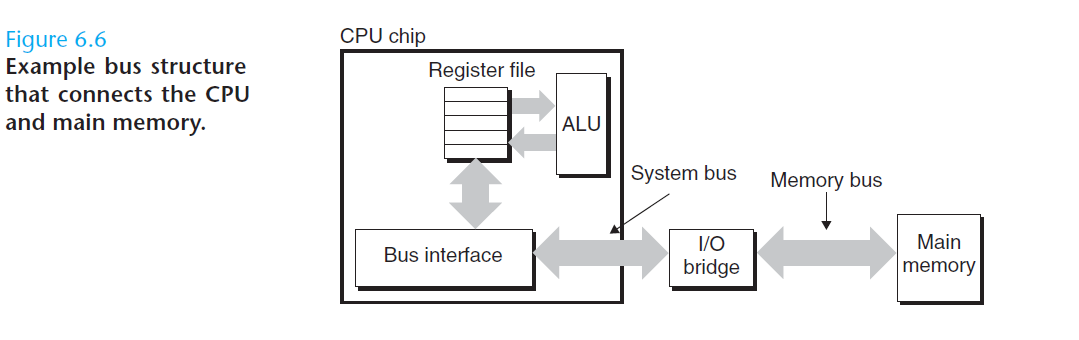 Figure 6.6
Example bus structure
that connects the CPU
and main memory.
CPU chip
Register file
ALU
System bus
Memory bus
Bus interface
I/O
bridge
Main
memory